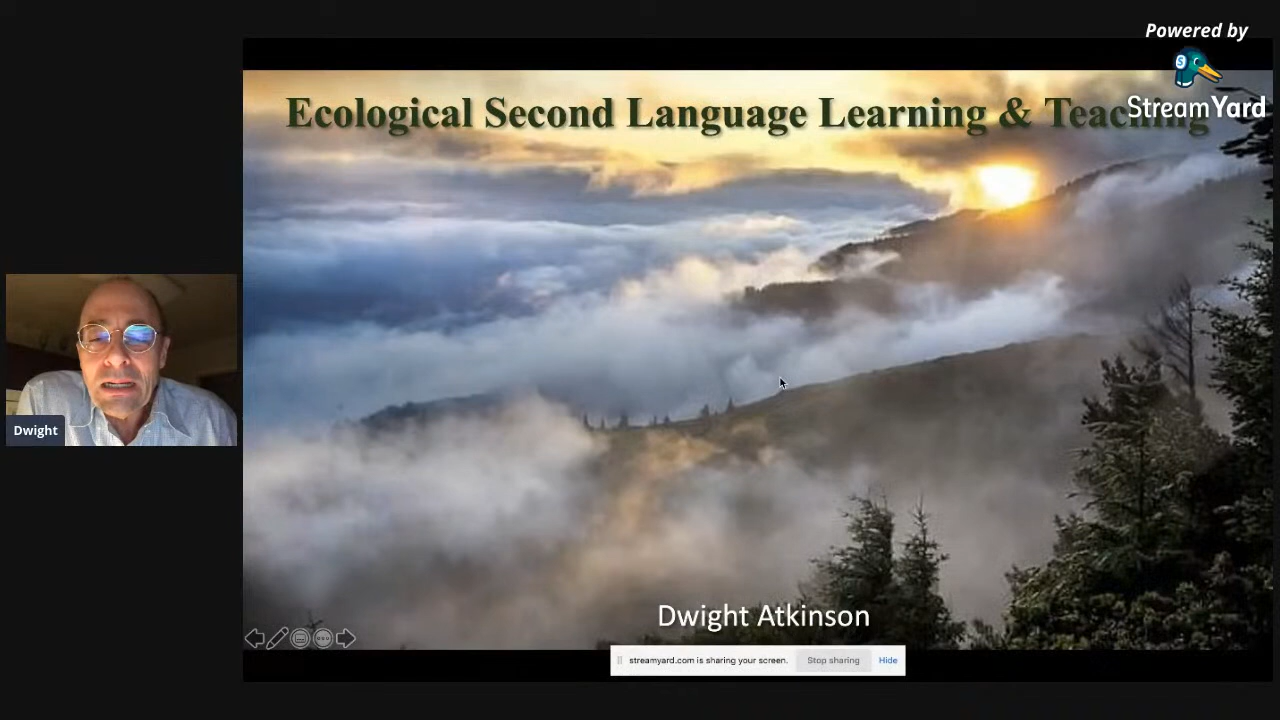 Powered by
StreamYard
Ecological Second Language Learning & Teaching
Dwight
Dwight Atkinson
streamyard.com is sharing your screen.
Stop sharing
Hide